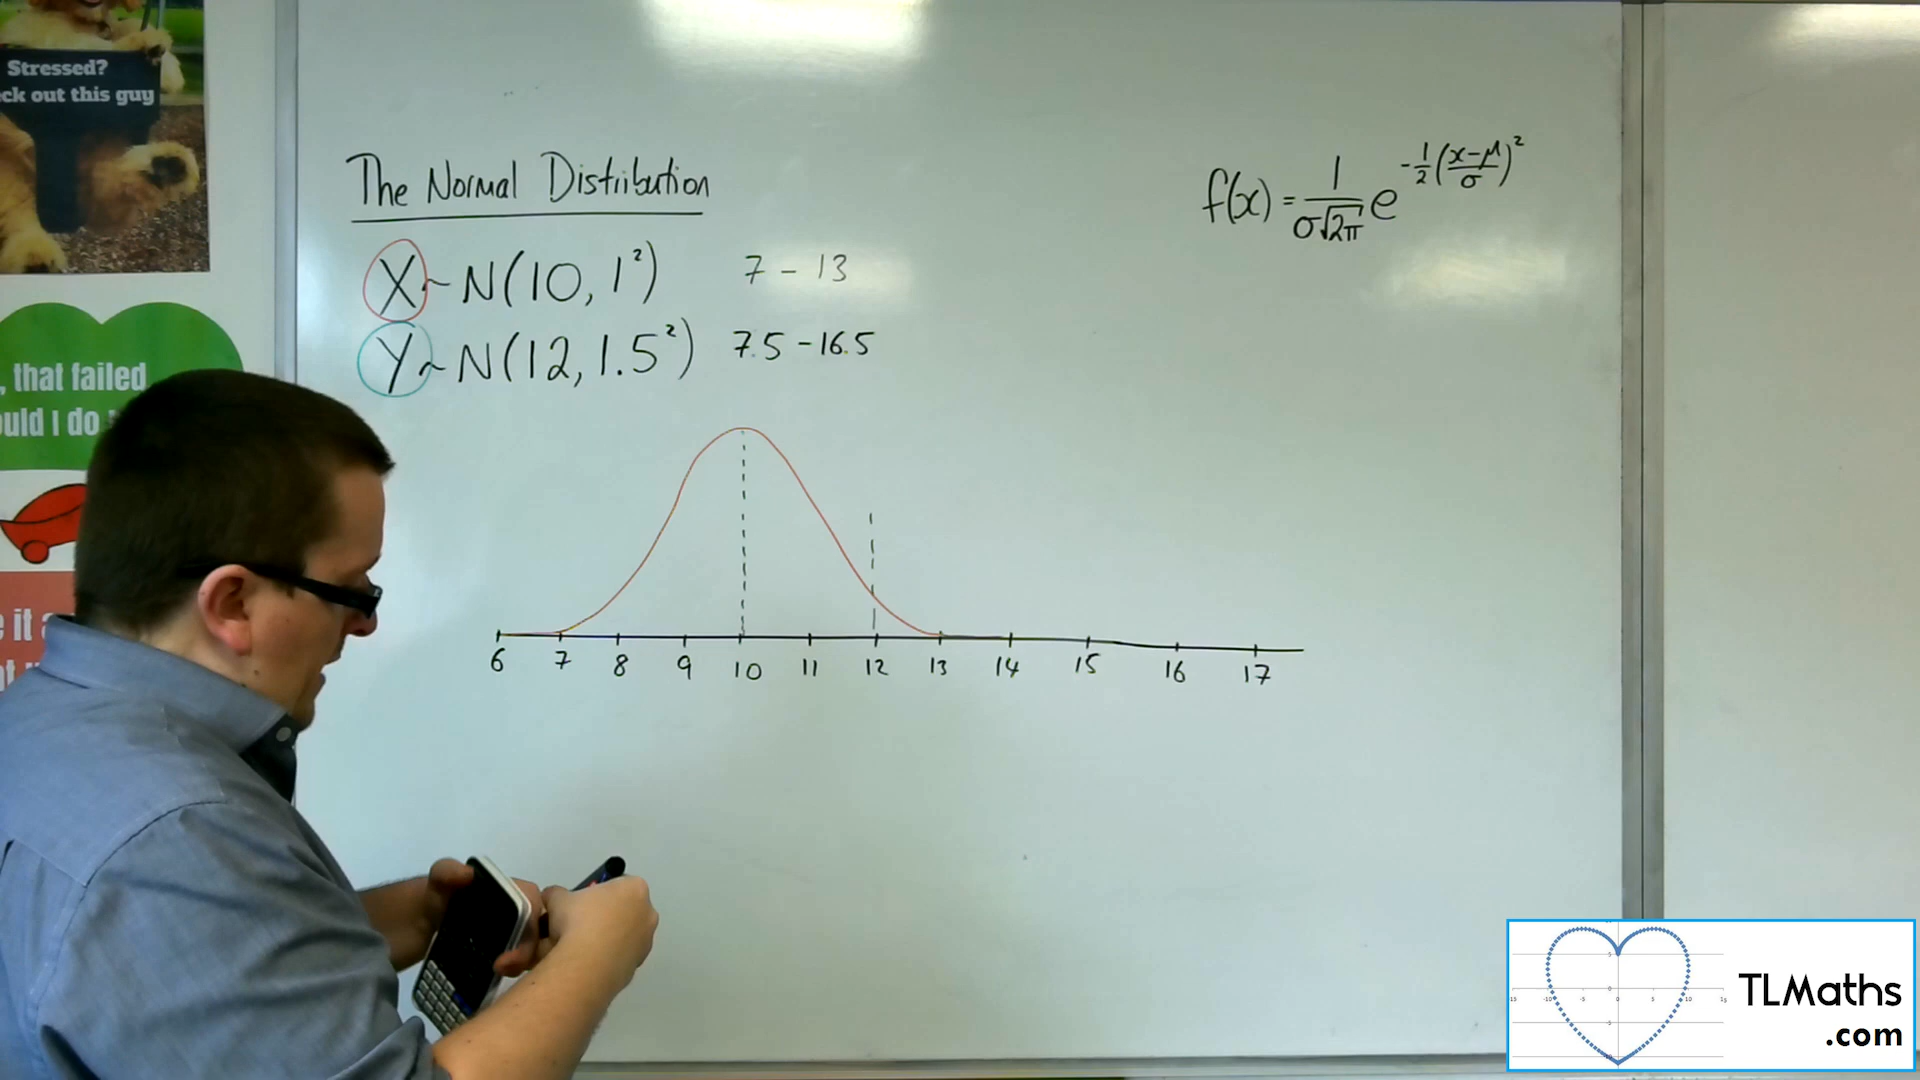 Stressed?
ck out this guy
The Normal Distribution
X ~ N(10, 1²) 7 - 13
Y ~ N(12, 1.5²) 7.5 - 16.5
f(x) = 1/(σ√2π) e^(-1/2((x-μ)/σ)²)
, that failed
ould I do
e it a
6 7 8 9 10 11 12 13 14 15 16 17
TLMaths
.com